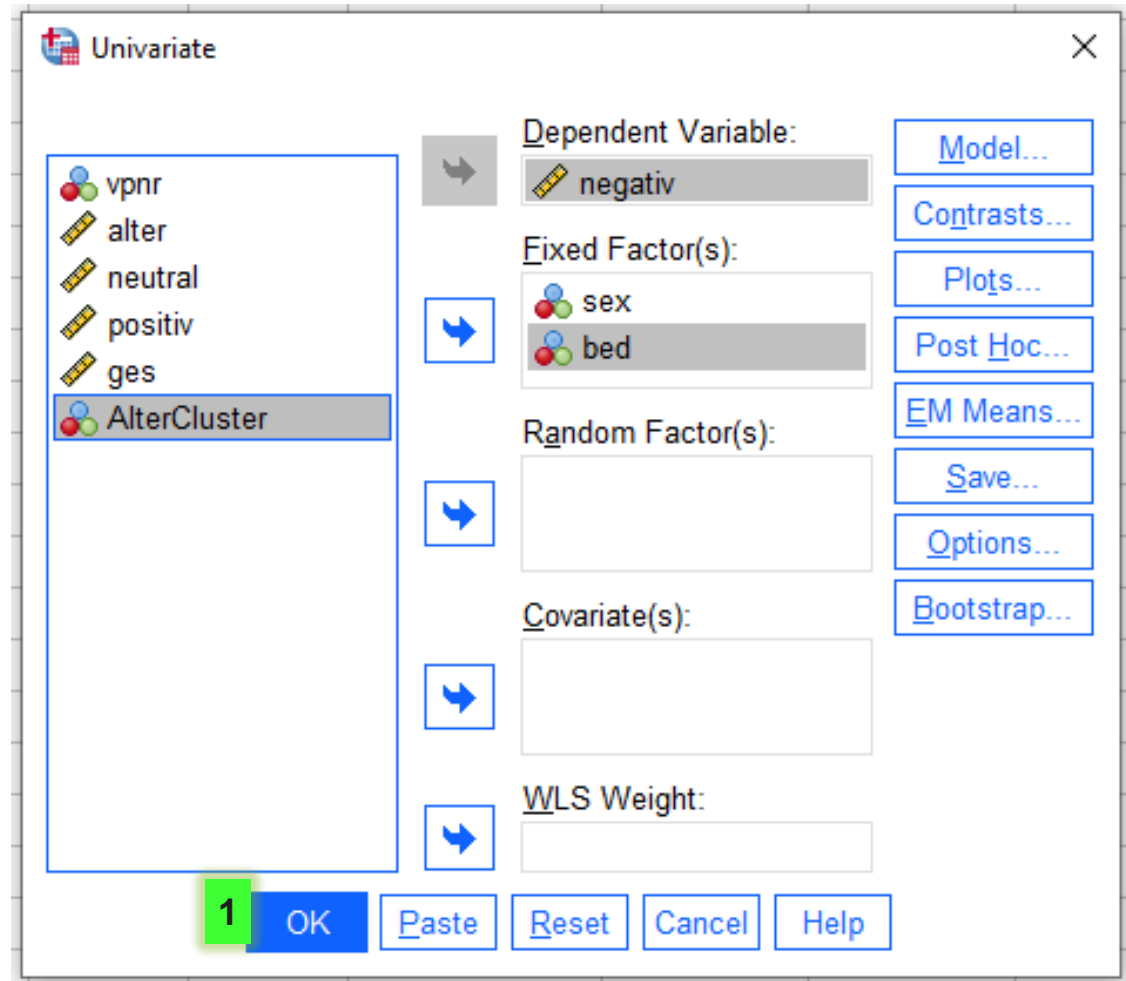 Univariate
vpnr
alter
neutral
positiv
ges
AlterCluster
Dependent Variable:
negativ
Fixed Factor(s):
sex
bed
Random Factor(s):
Covariate(s):
WLS Weight:
Model...
Contrasts...
Plots...
Post Hoc...
EM Means...
Save...
Options...
Bootstrap...
1
OK
Paste
Reset
Cancel
Help